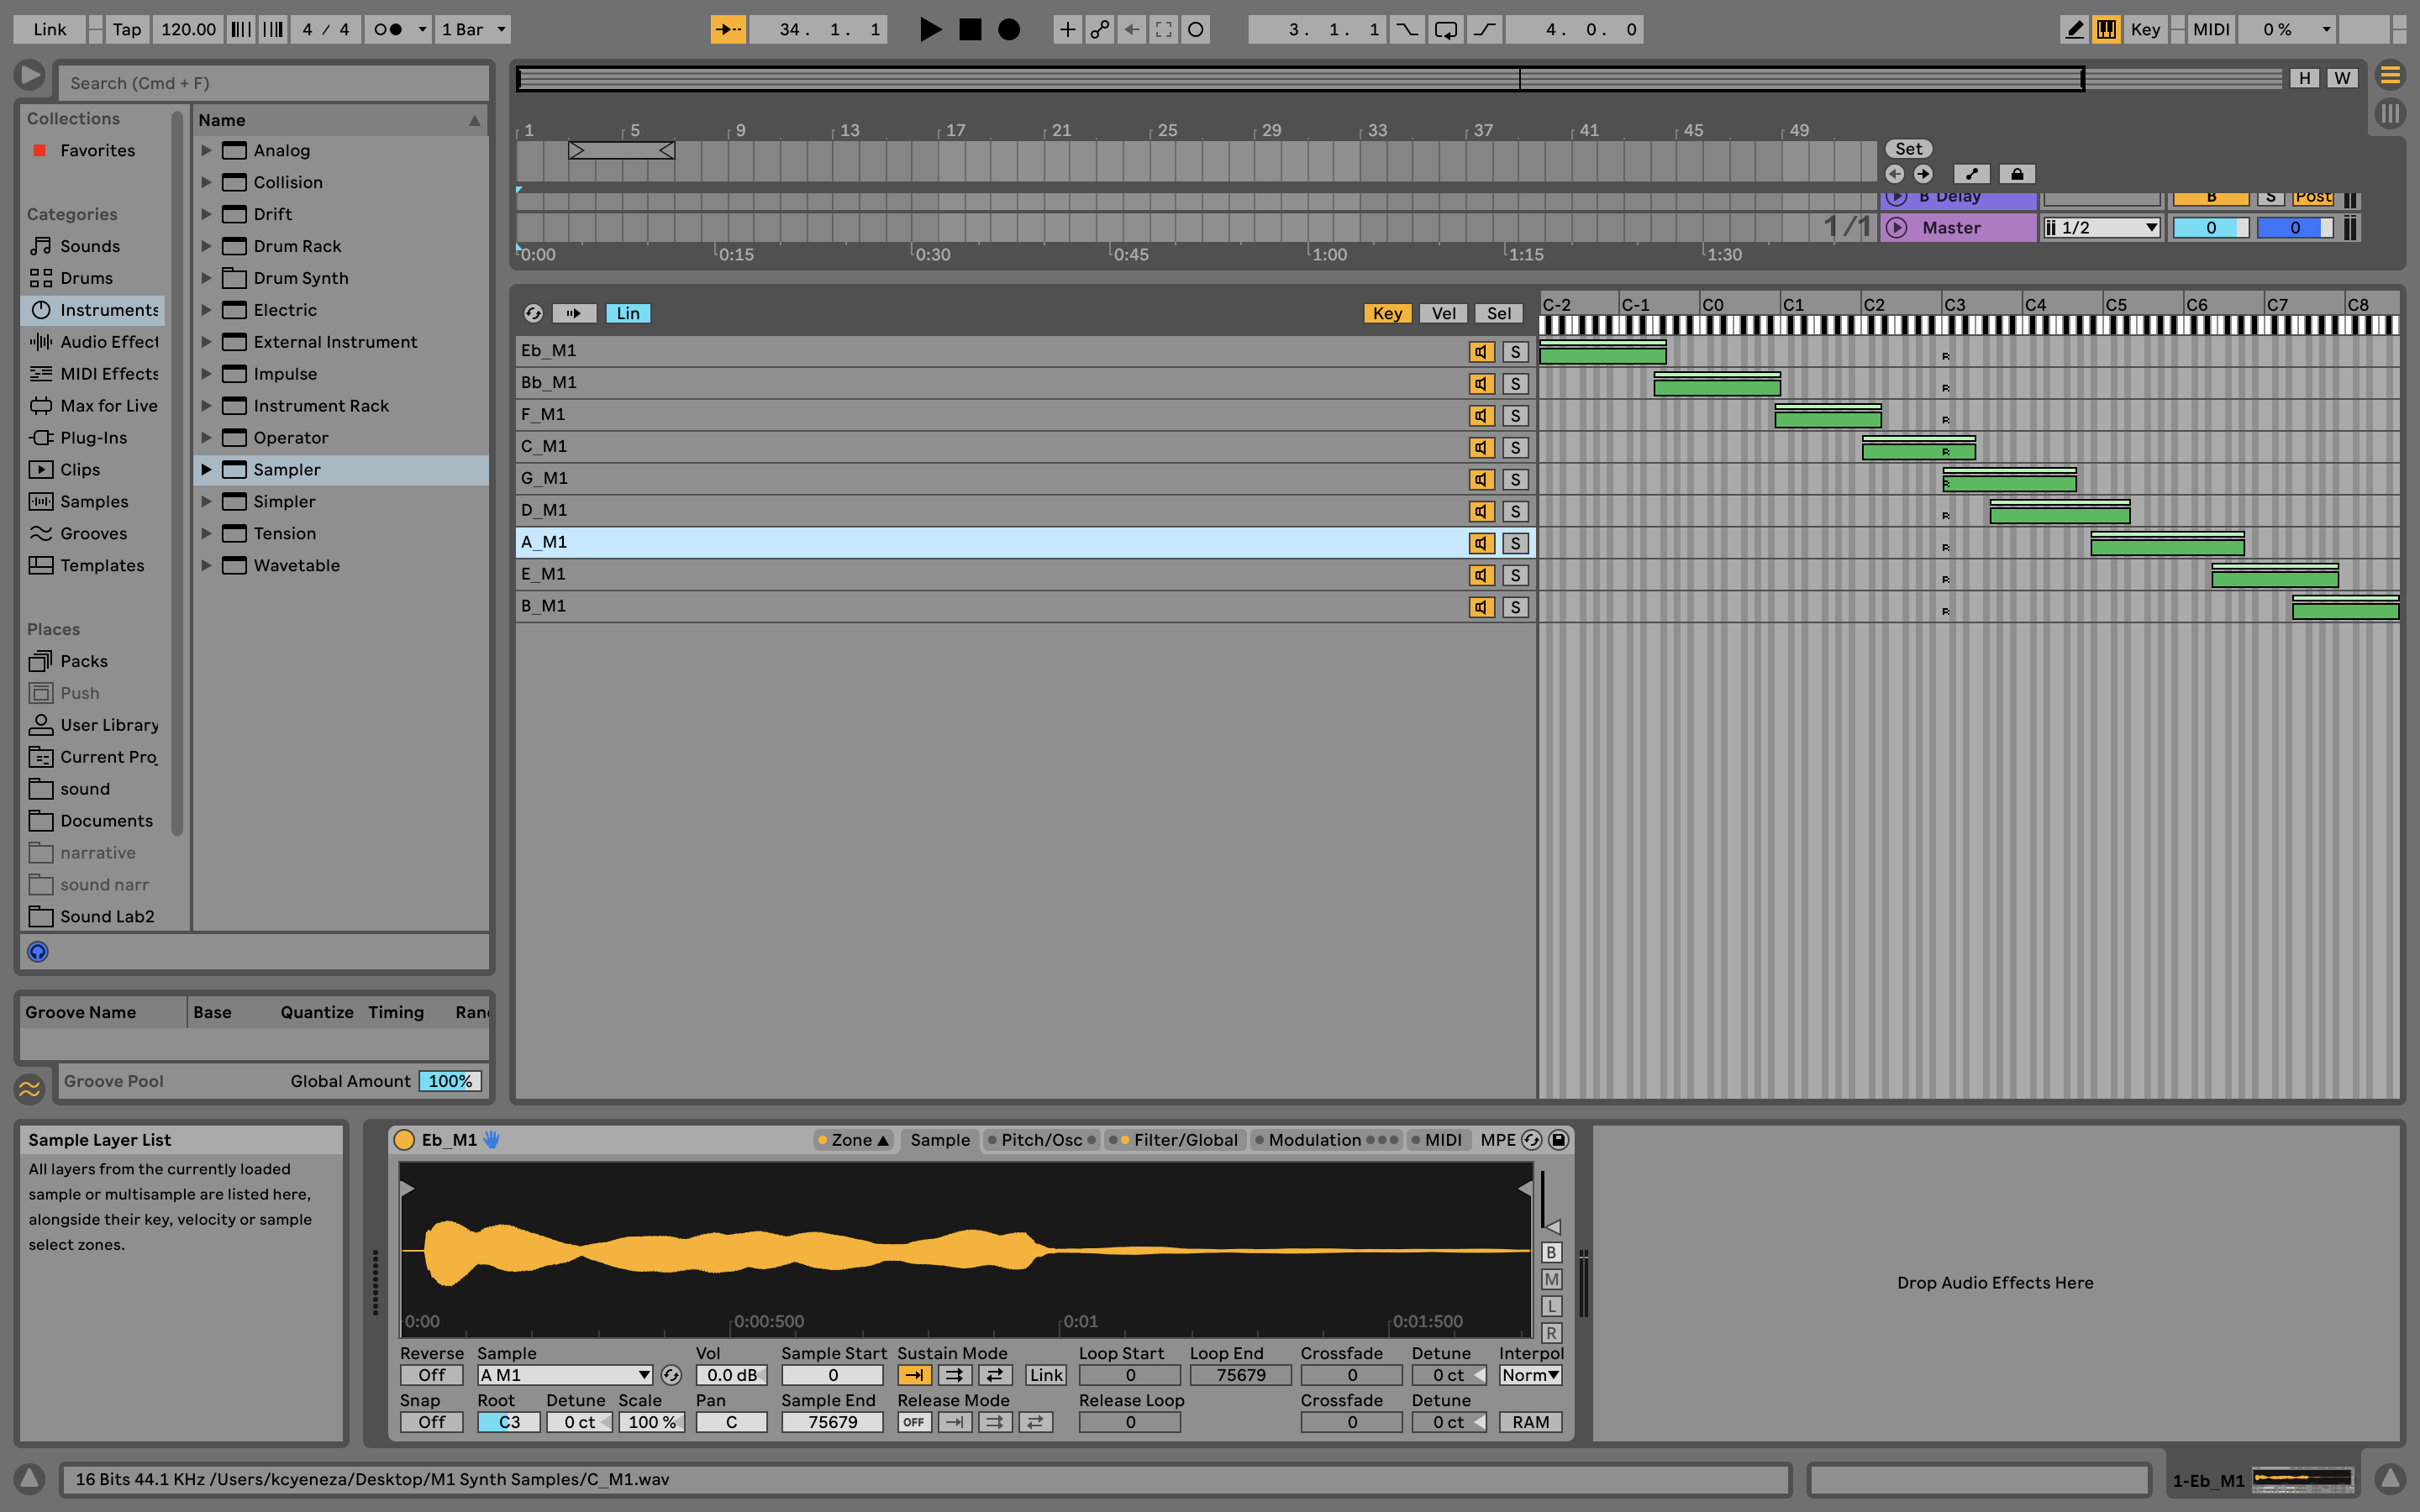 Link Tap 120.00 4 / 4 1 Bar 34. 1. 1 3. 1. 1 4. 0. 0 Key MIDI 0 %
Search (Cmd + F)
Collections
Favorites
Categories
Sounds
Drums
Instruments
Audio Effect
MIDI Effects
Max for Live
Plug-Ins
Clips
Samples
Grooves
Templates
Places
Packs
Push
User Library
Current Pro
sound
Documents
narrative
sound narr
Sound Lab2
Name
Analog
Collision
Drift
Drum Rack
Drum Synth
Electric
External Instrument
Impulse
Instrument Rack
Operator
Sampler
Simpler
Tension
Wavetable
Groove Name Base Quantize Timing Ran
Groove Pool Global Amount 100%
H W
1 5 9 13 17 21 25 29 33 37 41 45 49
Set
B Delay B S Post
1/1 Master 1/2 0 0
0:00 0:15 0:30 0:45 1:00 1:15 1:30
Lin Key Vel Sel
C-2 C-1 C0 C1 C2 C3 C4 C5 C6 C7 C8
Eb_M1 S R
Bb_M1 S R
F_M1 S R
C_M1 S R
G_M1 S R
D_M1 S R
A_M1 S R
E_M1 S R
B_M1 S R
Sample Layer List
All layers from the currently loaded
sample or multisample are listed here,
alongside their key, velocity or sample
select zones.
Eb_M1 Zone Sample Pitch/Osc Filter/Global Modulation MIDI MPE
B
M
L
R
0:00 0:00:500 0:01 0:01:500
Reverse Sample Vol Sample Start Sustain Mode Loop Start Loop End Crossfade Detune Interpol
Off A M1 0.0 dB 0 Link 0 75679 0 0 ct Norm
Snap Root Detune Scale Pan Sample End Release Mode Release Loop Crossfade Detune
Off C3 0 ct 100 % C 75679 OFF 0 0 0 ct RAM
Drop Audio Effects Here
16 Bits 44.1 KHz /Users/kcyeneza/Desktop/M1 Synth Samples/C_M1.wav
1-Eb_M1